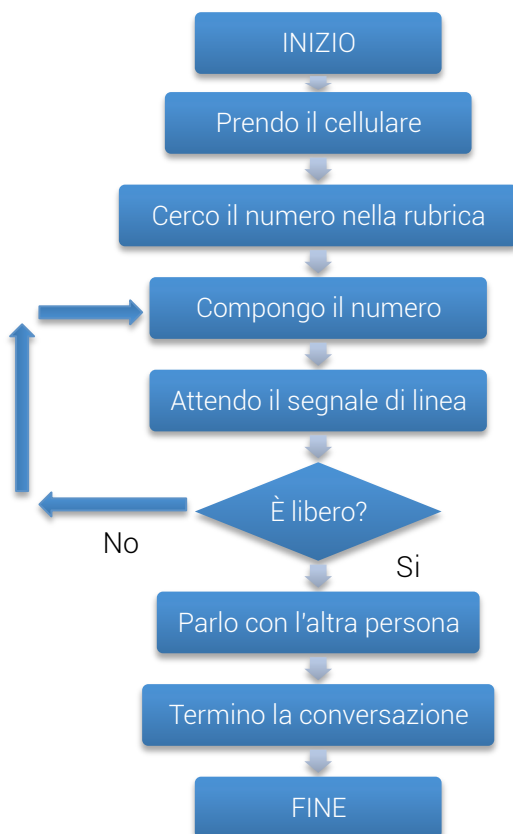 INIZIO
Prendo il cellulare
Cerco il numero nella rubrica
Compongo il numero
Attendo il segnale di linea
È libero?
No
Si
Parlo con l'altra persona
Termino la conversazione
FINE